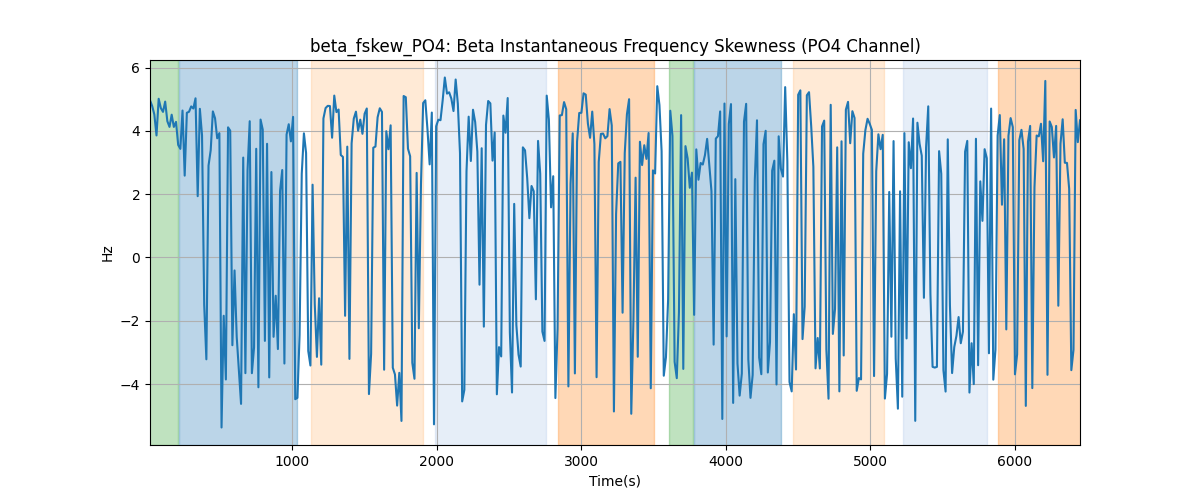 beta_fskew_PO4: Beta Instantaneous Frequency Skewness (PO4 Channel)
6
4
2
0
−2
−4
Hz
1000 2000 3000 4000 5000 6000
Time(s)